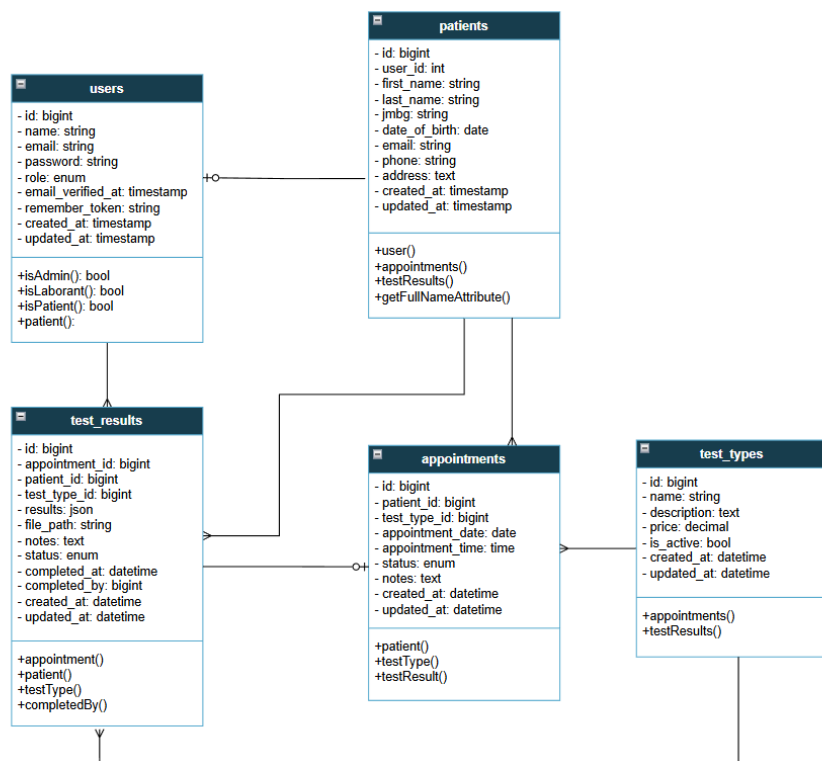 patients
- id: bigint
- user_id: int
- first_name: string
- last_name: string
- jmbg: string
- date_of_birth: date
- email: string
- phone: string
- address: text
- created_at: timestamp
- updated_at: timestamp
+user()
+appointments()
+testResults()
+getFullNameAttribute()
users
- id: bigint
- name: string
- email: string
- password: string
- role: enum
- email_verified_at: timestamp
- remember_token: string
- created_at: timestamp
- updated_at: timestamp
+isAdmin(): bool
+isLaborant(): bool
+isPatient(): bool
+patient():
test_results
- id: bigint
- appointment_id: bigint
- patient_id: bigint
- test_type_id: bigint
- results: json
- file_path: string
- notes: text
- status: enum
- completed_at: datetime
- completed_by: bigint
- created_at: datetime
- updated_at: datetime
+appointment()
+patient()
+testType()
+completedBy()
appointments
- id: bigint
- patient_id: bigint
- test_type_id: bigint
- appointment_date: date
- appointment_time: time
- status: enum
- notes: text
- created_at: datetime
- updated_at: datetime
+patient()
+testType()
+testResult()
test_types
- id: bigint
- name: string
- description: text
- price: decimal
- is_active: bool
- created_at: datetime
- updated_at: datetime
+appointments()
+testResults()